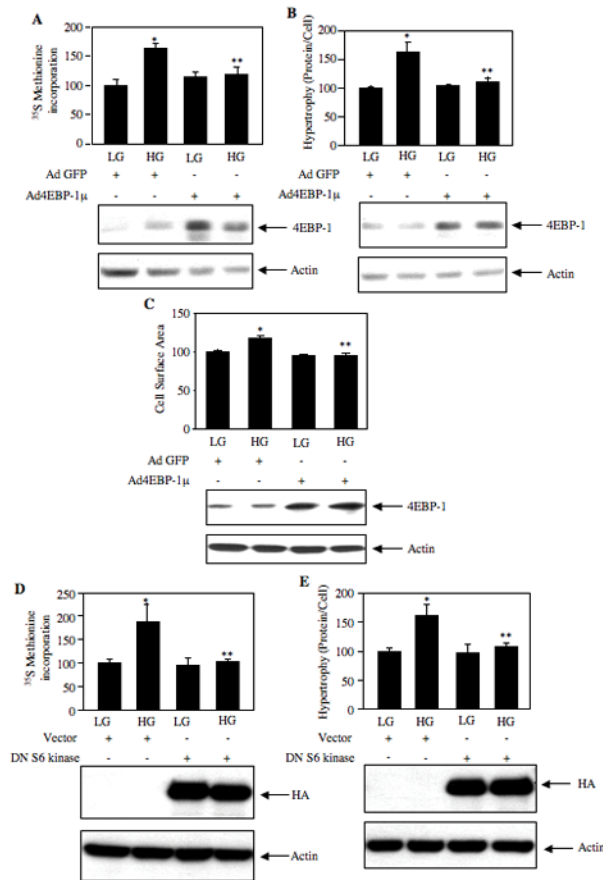 A
35S Methionine
incorporation
200
150
100
50
0
*
**
LG HG LG HG
Ad GFP + + - -
Ad4EBP-1μ - - + +
4EBP-1
Actin
B
Hypertrophy (Protein/Cell)
200
150
100
50
0
*
**
LG HG LG HG
+ + - -
- - + +
4EBP-1
Actin
C
Cell Surface Area
150
100
50
0
*
**
LG HG LG HG
Ad GFP + + - -
Ad4EBP-1μ - - + +
4EBP-1
Actin
D
35S Methionine
incorporation
250
200
150
100
50
0
*
**
LG HG LG HG
Vector + + - -
DN S6 kinase - - + +
HA
Actin
E
Hypertrophy (Protein/Cell)
200
150
100
50
0
*
**
LG HG LG HG
Vector + + - -
DN S6 kinase - - + +
HA
Actin